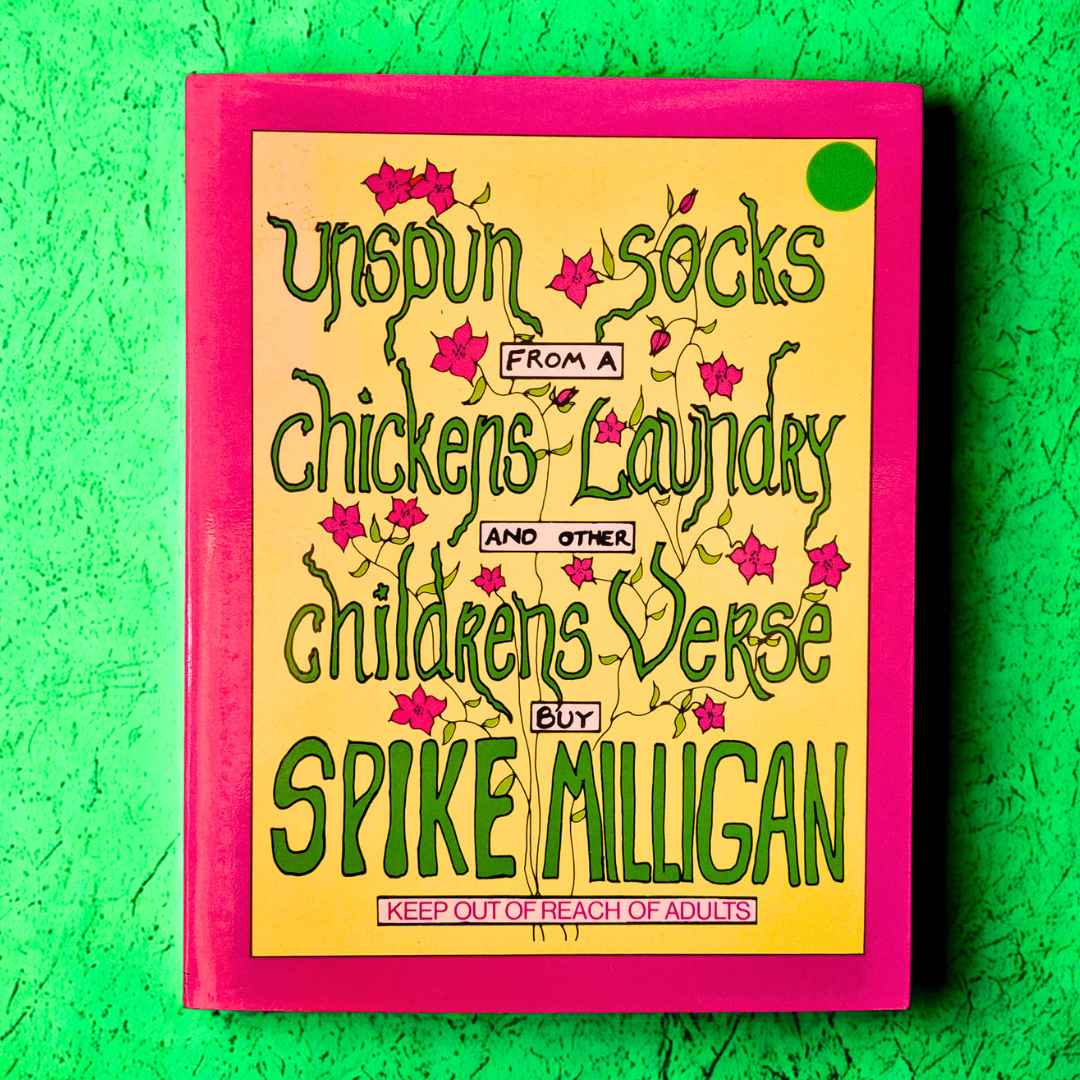 unspun socks
FROM A
chickens Laundry
AND OTHER
childrens Verse
BUY
SPIKE MILLIGAN
KEEP OUT OF REACH OF ADULTS